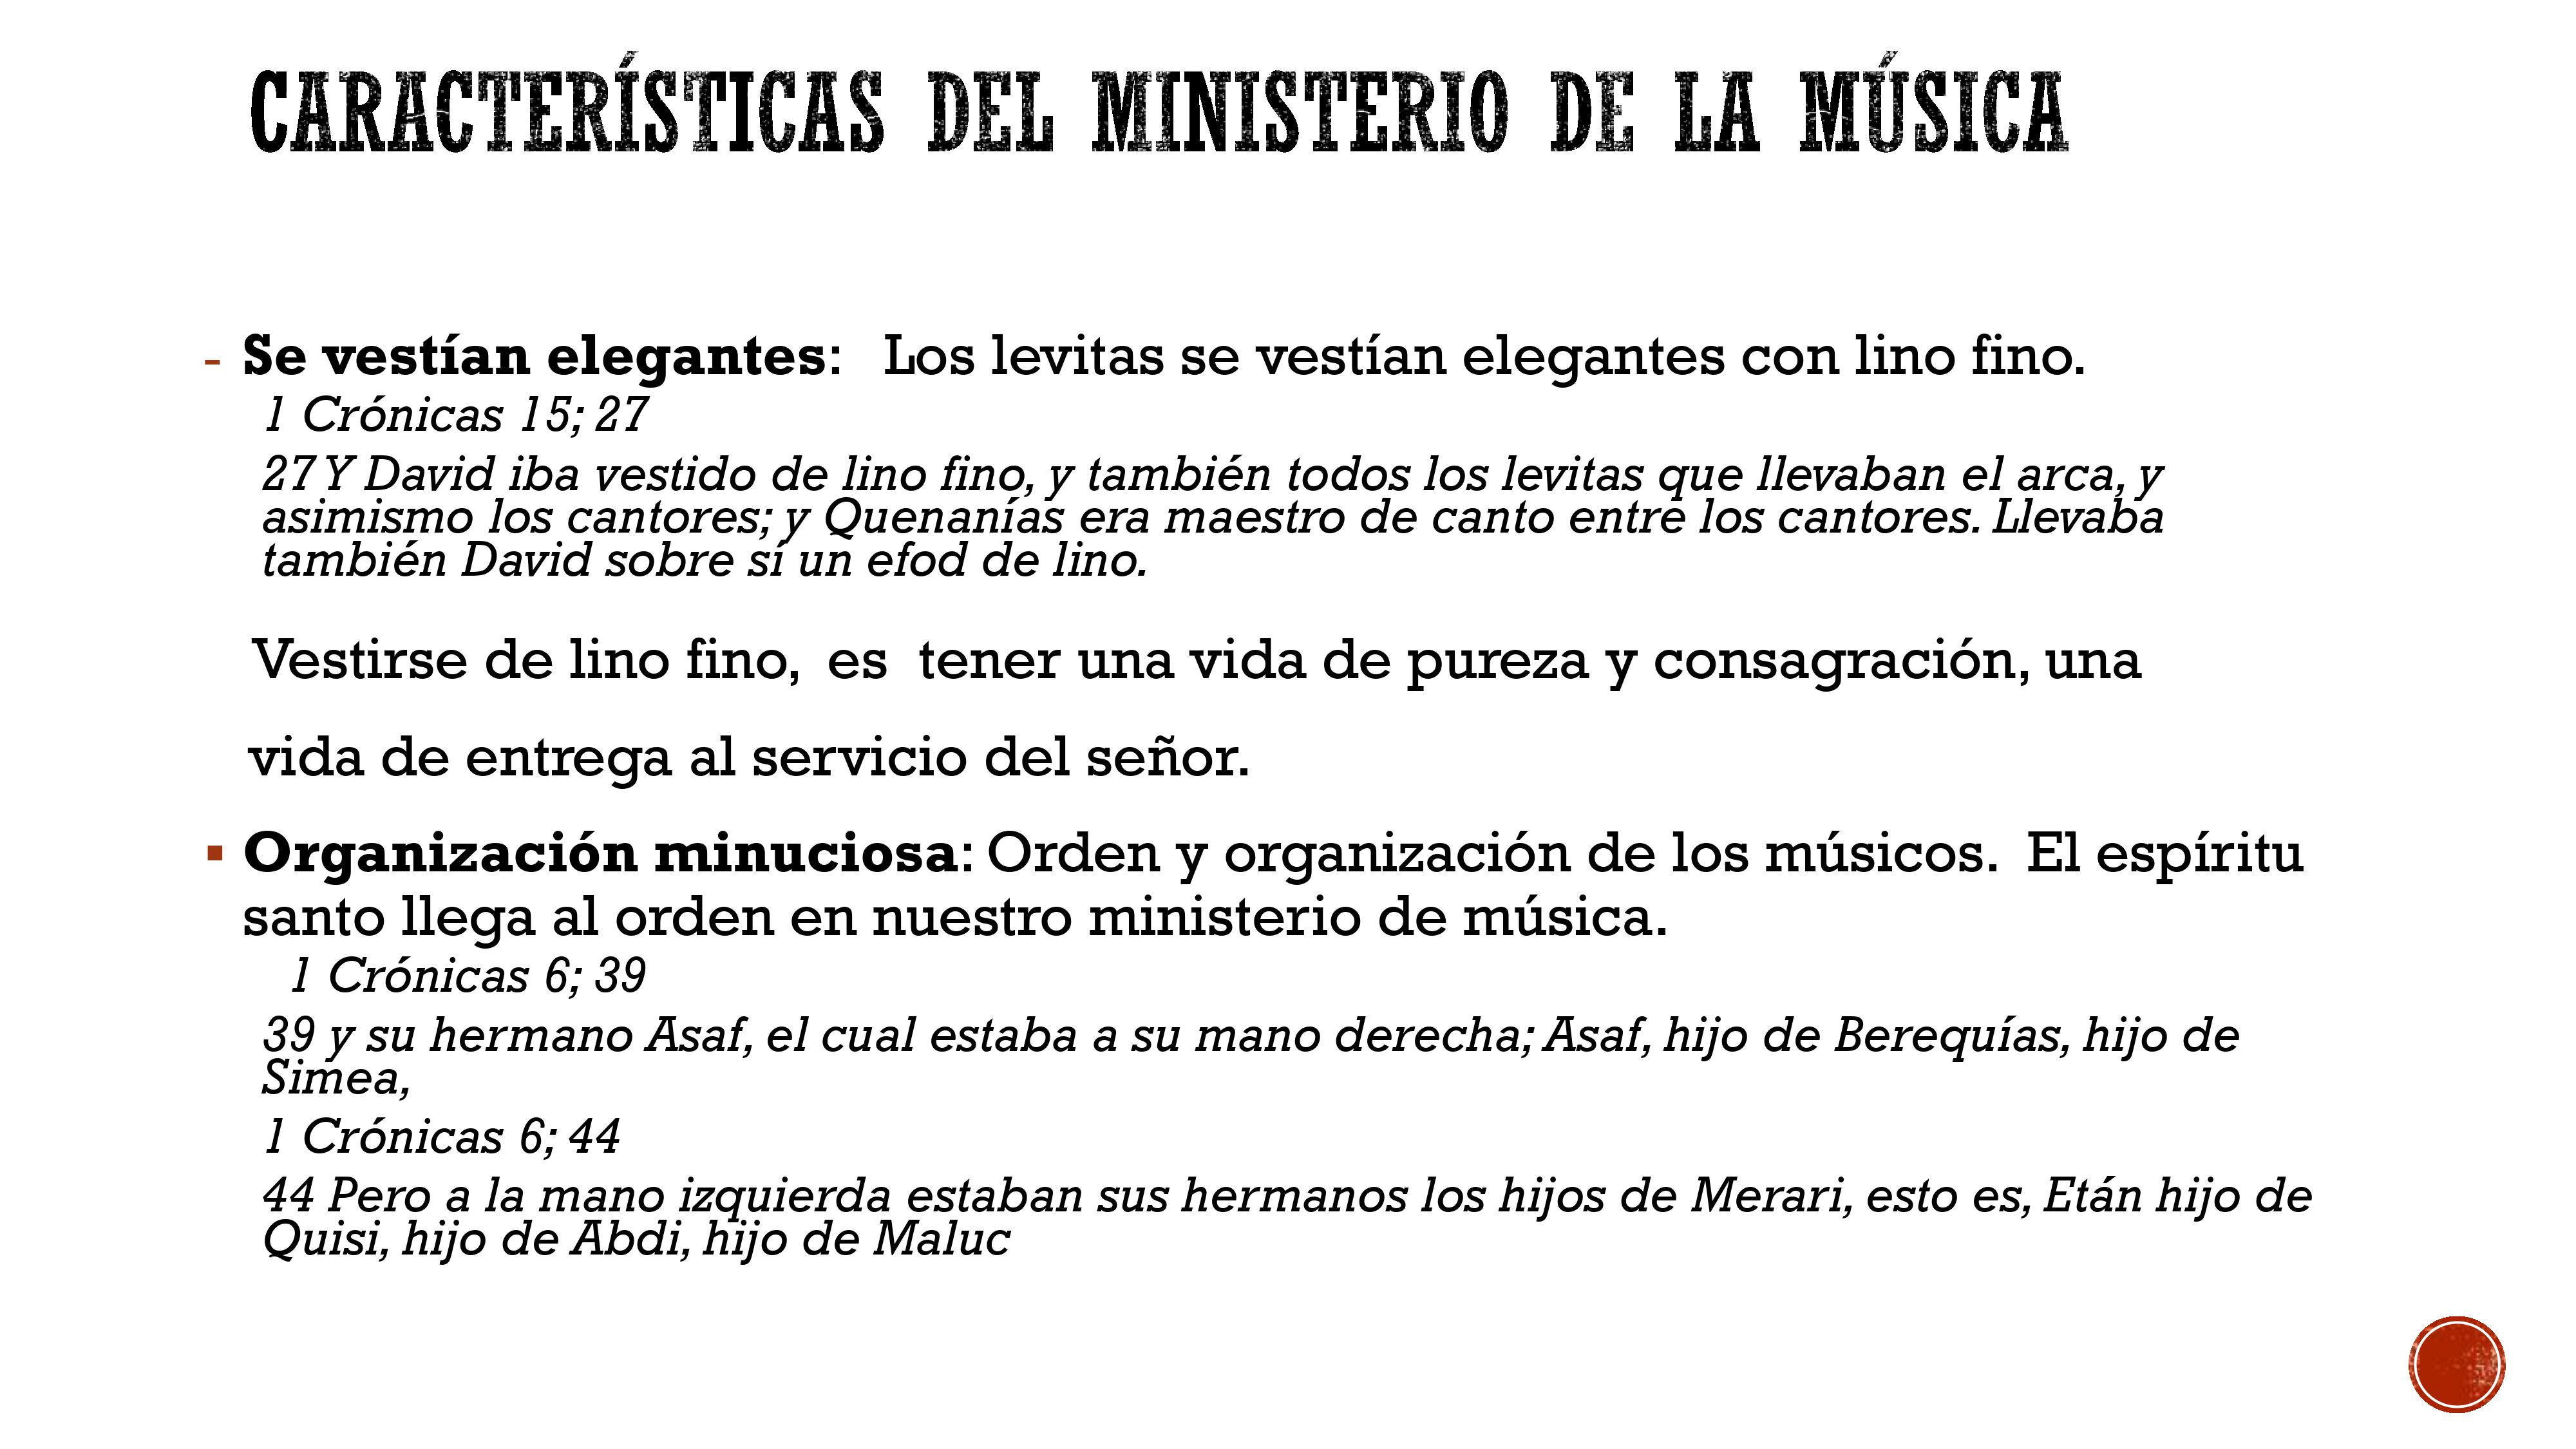 CARACTERÍSTICAS DEL MINISTERIO DE LA MÚSICA
- Se vestían elegantes: Los levitas se vestían elegantes con lino fino.
1 Crónicas 15; 27
27 Y David iba vestido de lino fino, y también todos los levitas que llevaban el arca, y
asimismo los cantores; y Quenanías era maestro de canto entre los cantores. Llevaba
también David sobre sí un efod de lino.
Vestirse de lino fino, es tener una vida de pureza y consagración, una
vida de entrega al servicio del señor.
▪ Organización minuciosa: Orden y organización de los músicos. El espíritu
santo llega al orden en nuestro ministerio de música.
1 Crónicas 6; 39
39 y su hermano Asaf, el cual estaba a su mano derecha; Asaf, hijo de Berequías, hijo de
Simea,
1 Crónicas 6; 44
44 Pero a la mano izquierda estaban sus hermanos los hijos de Merari, esto es, Etán hijo de
Quisi, hijo de Abdi, hijo de Maluc